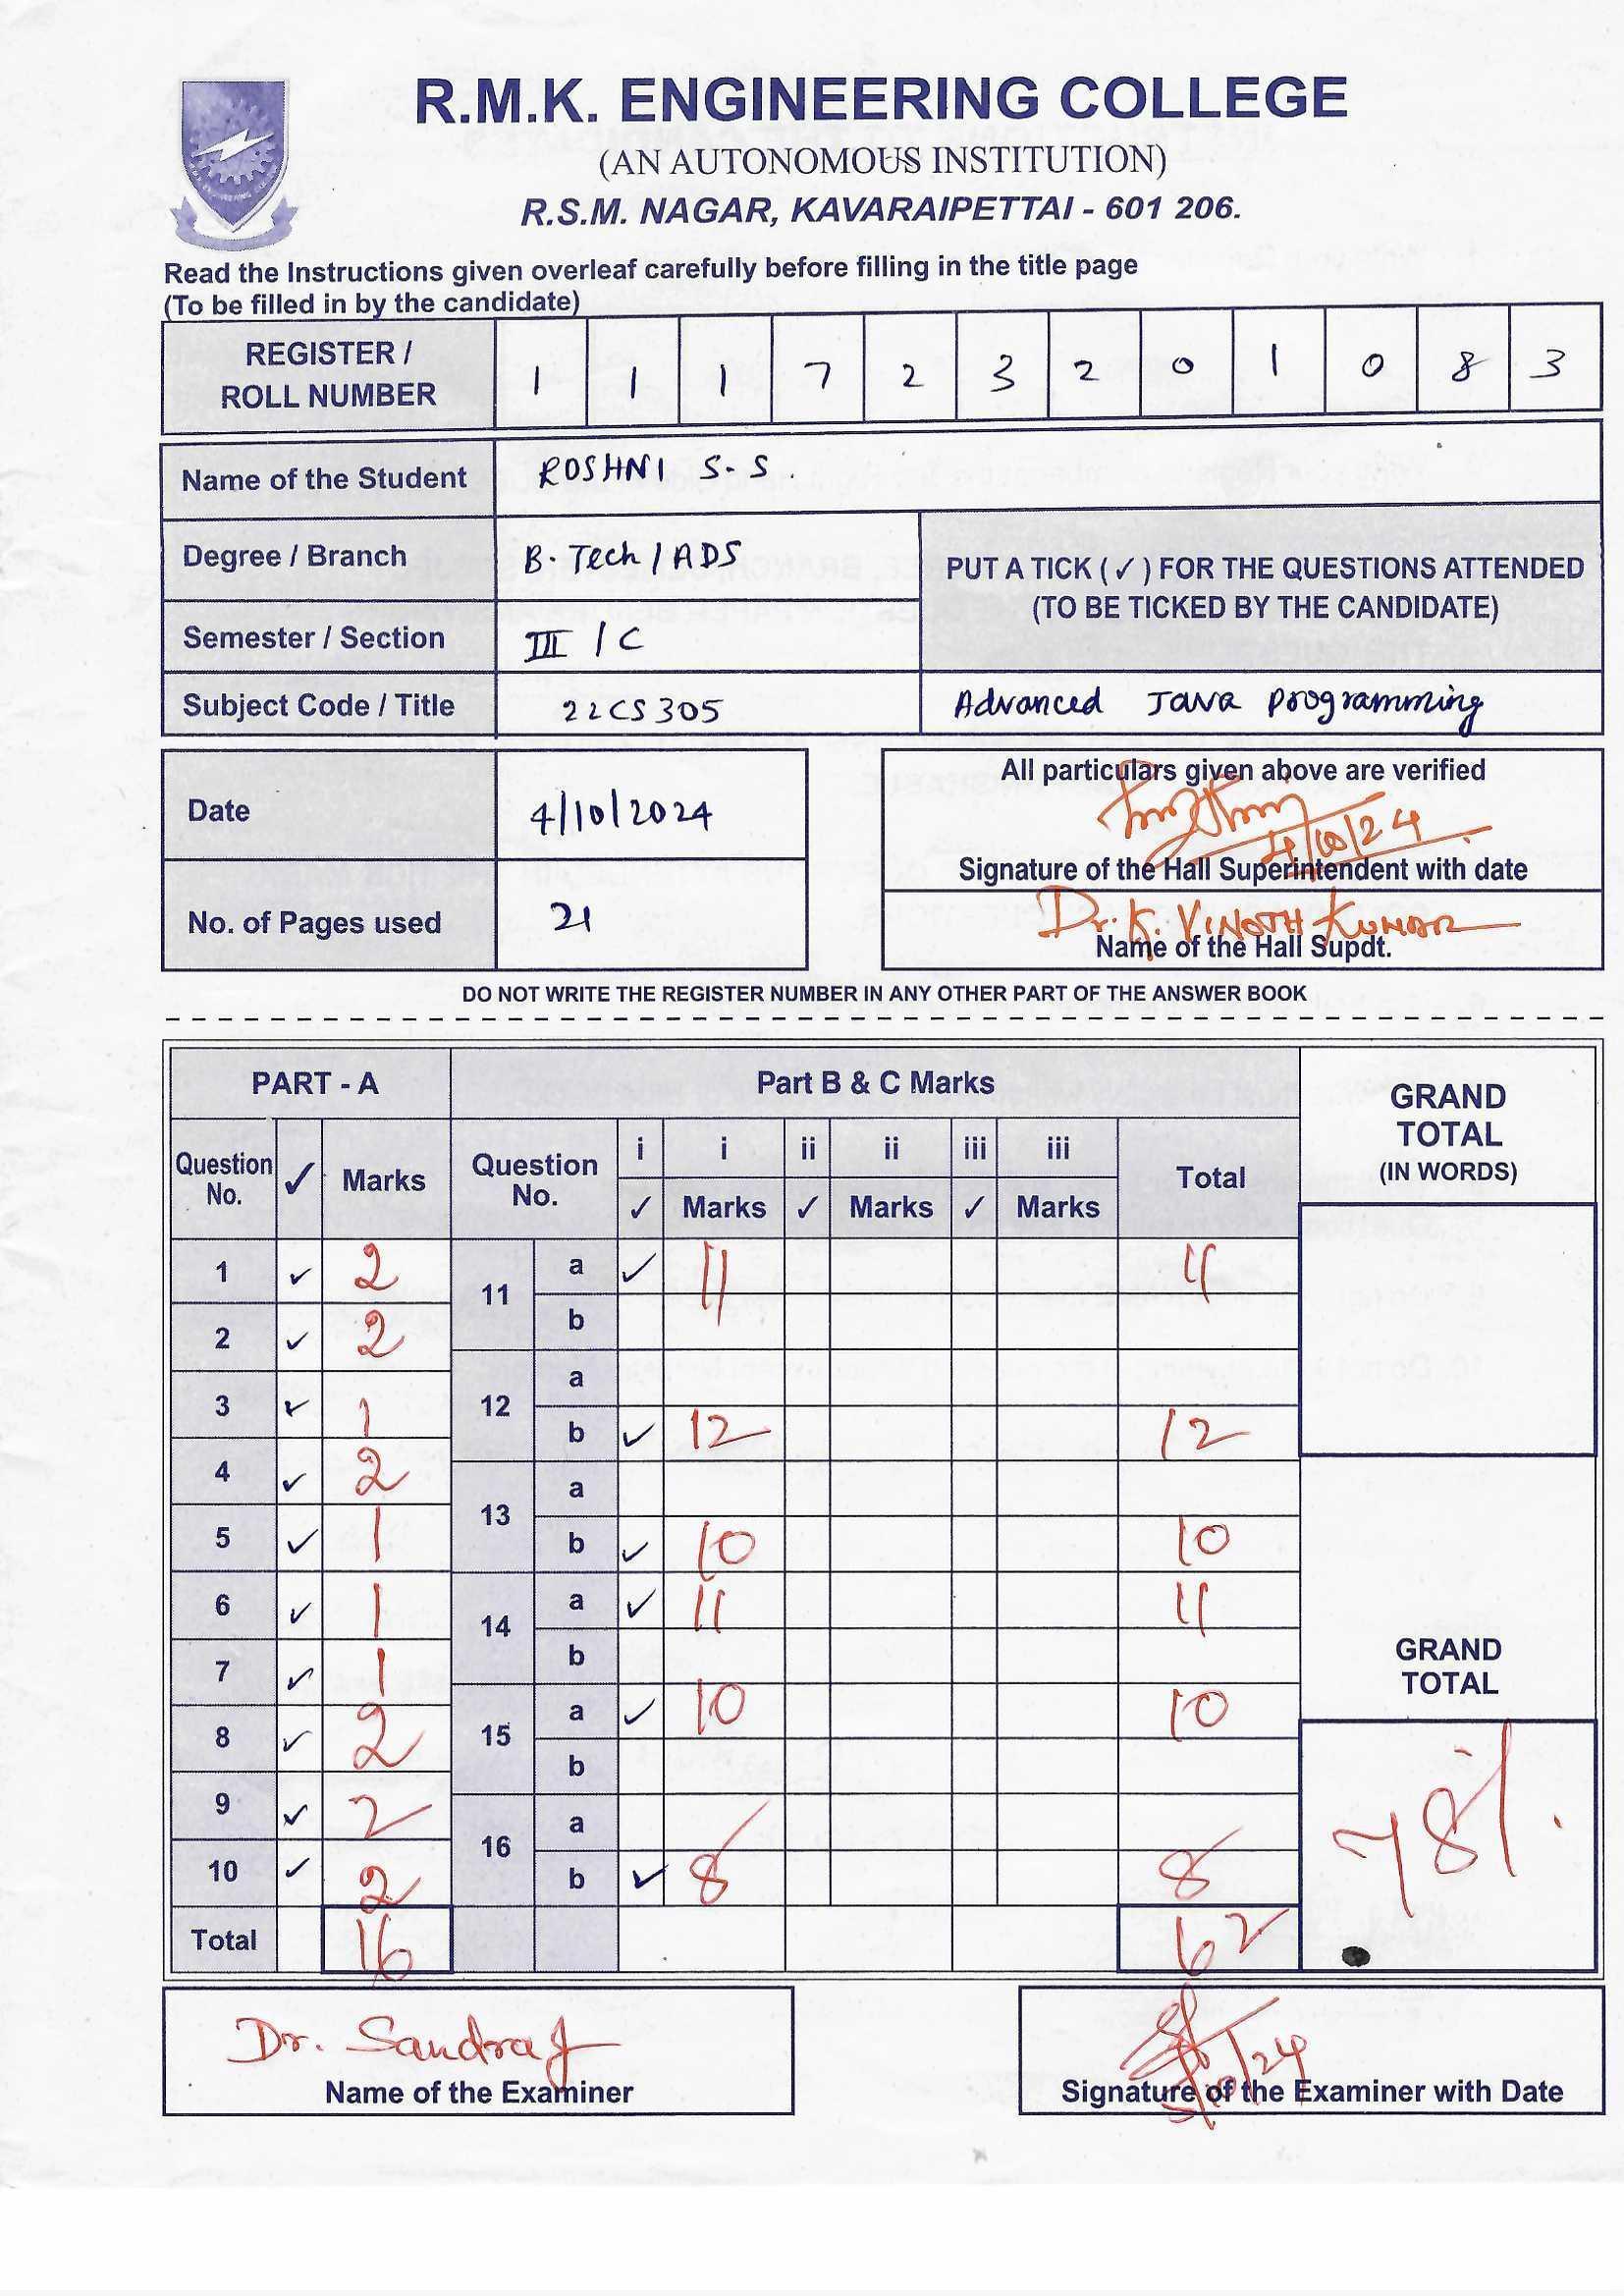 R.M.K. ENGINEERING COLLEGE
(AN AUTONOMOUS INSTITUTION)
R.S.M. NAGAR, KAVARAIPETTAI - 601 206.
Read the Instructions given overleaf carefully before filling in the title page
(To be filled in by the candidate)
REGISTER / ROLL NUMBER 1 1 1 7 2 3 2 0 1 0 8 3
Name of the Student ROSHNI S.S.
Degree / Branch B.Tech / ADS
PUT A TICK (✓) FOR THE QUESTIONS ATTENDED
(TO BE TICKED BY THE CANDIDATE)
Semester / Section III / C
Subject Code / Title 22CS305 Advanced Java Programming
Date 4/10/2024
All particulars given above are verified
4/10/24
Signature of the Hall Superintendent with date
No. of Pages used 21
Dr. K. VINOTH KUMAR
Name of the Hall Supdt.
DO NOT WRITE THE REGISTER NUMBER IN ANY OTHER PART OF THE ANSWER BOOK
PART - A Part B & C Marks GRAND TOTAL (IN WORDS)
Question No. ✓ Marks Question No. i i ii ii iii iii Total
✓ Marks ✓ Marks ✓ Marks
1 ✓ 2 11 a ✓ 11 11
2 ✓ 2 b
3 ✓ 1 12 a
4 ✓ 2 b ✓ 12 12
5 ✓ 1 13 a
b ✓ 10 10
6 ✓ 1 14 a ✓ 11 11
7 ✓ 1 b
GRAND TOTAL
8 ✓ 2 15 a ✓ 10 10
b
9 ✓ 2 16 a
10 ✓ 2 b ✓ 8 8
78/.
Total 16 62
Dr. Sandra J
Name of the Examiner
Signature of the Examiner with Date